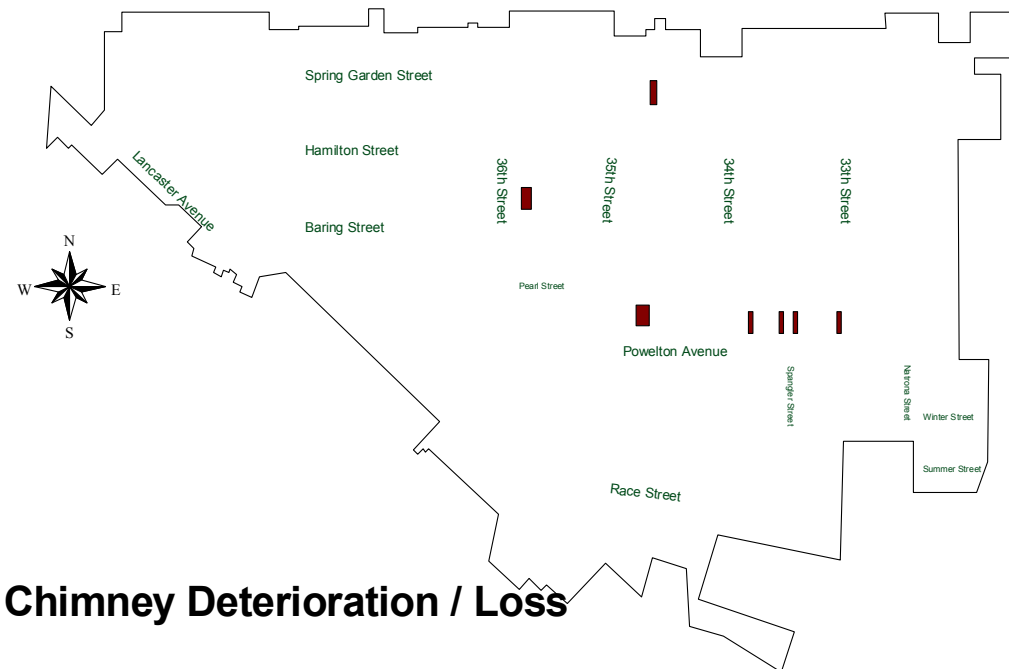 Spring Garden Street
Hamilton Street
36th Street
35th Street
34th Street
33th Street
Lancaster Avenue
Baring Street
N
W
E
S
Pearl Street
Powelton Avenue
Spangler Street
Natrona Street
Winter Street
Summer Street
Race Street
Chimney Deterioration / Loss